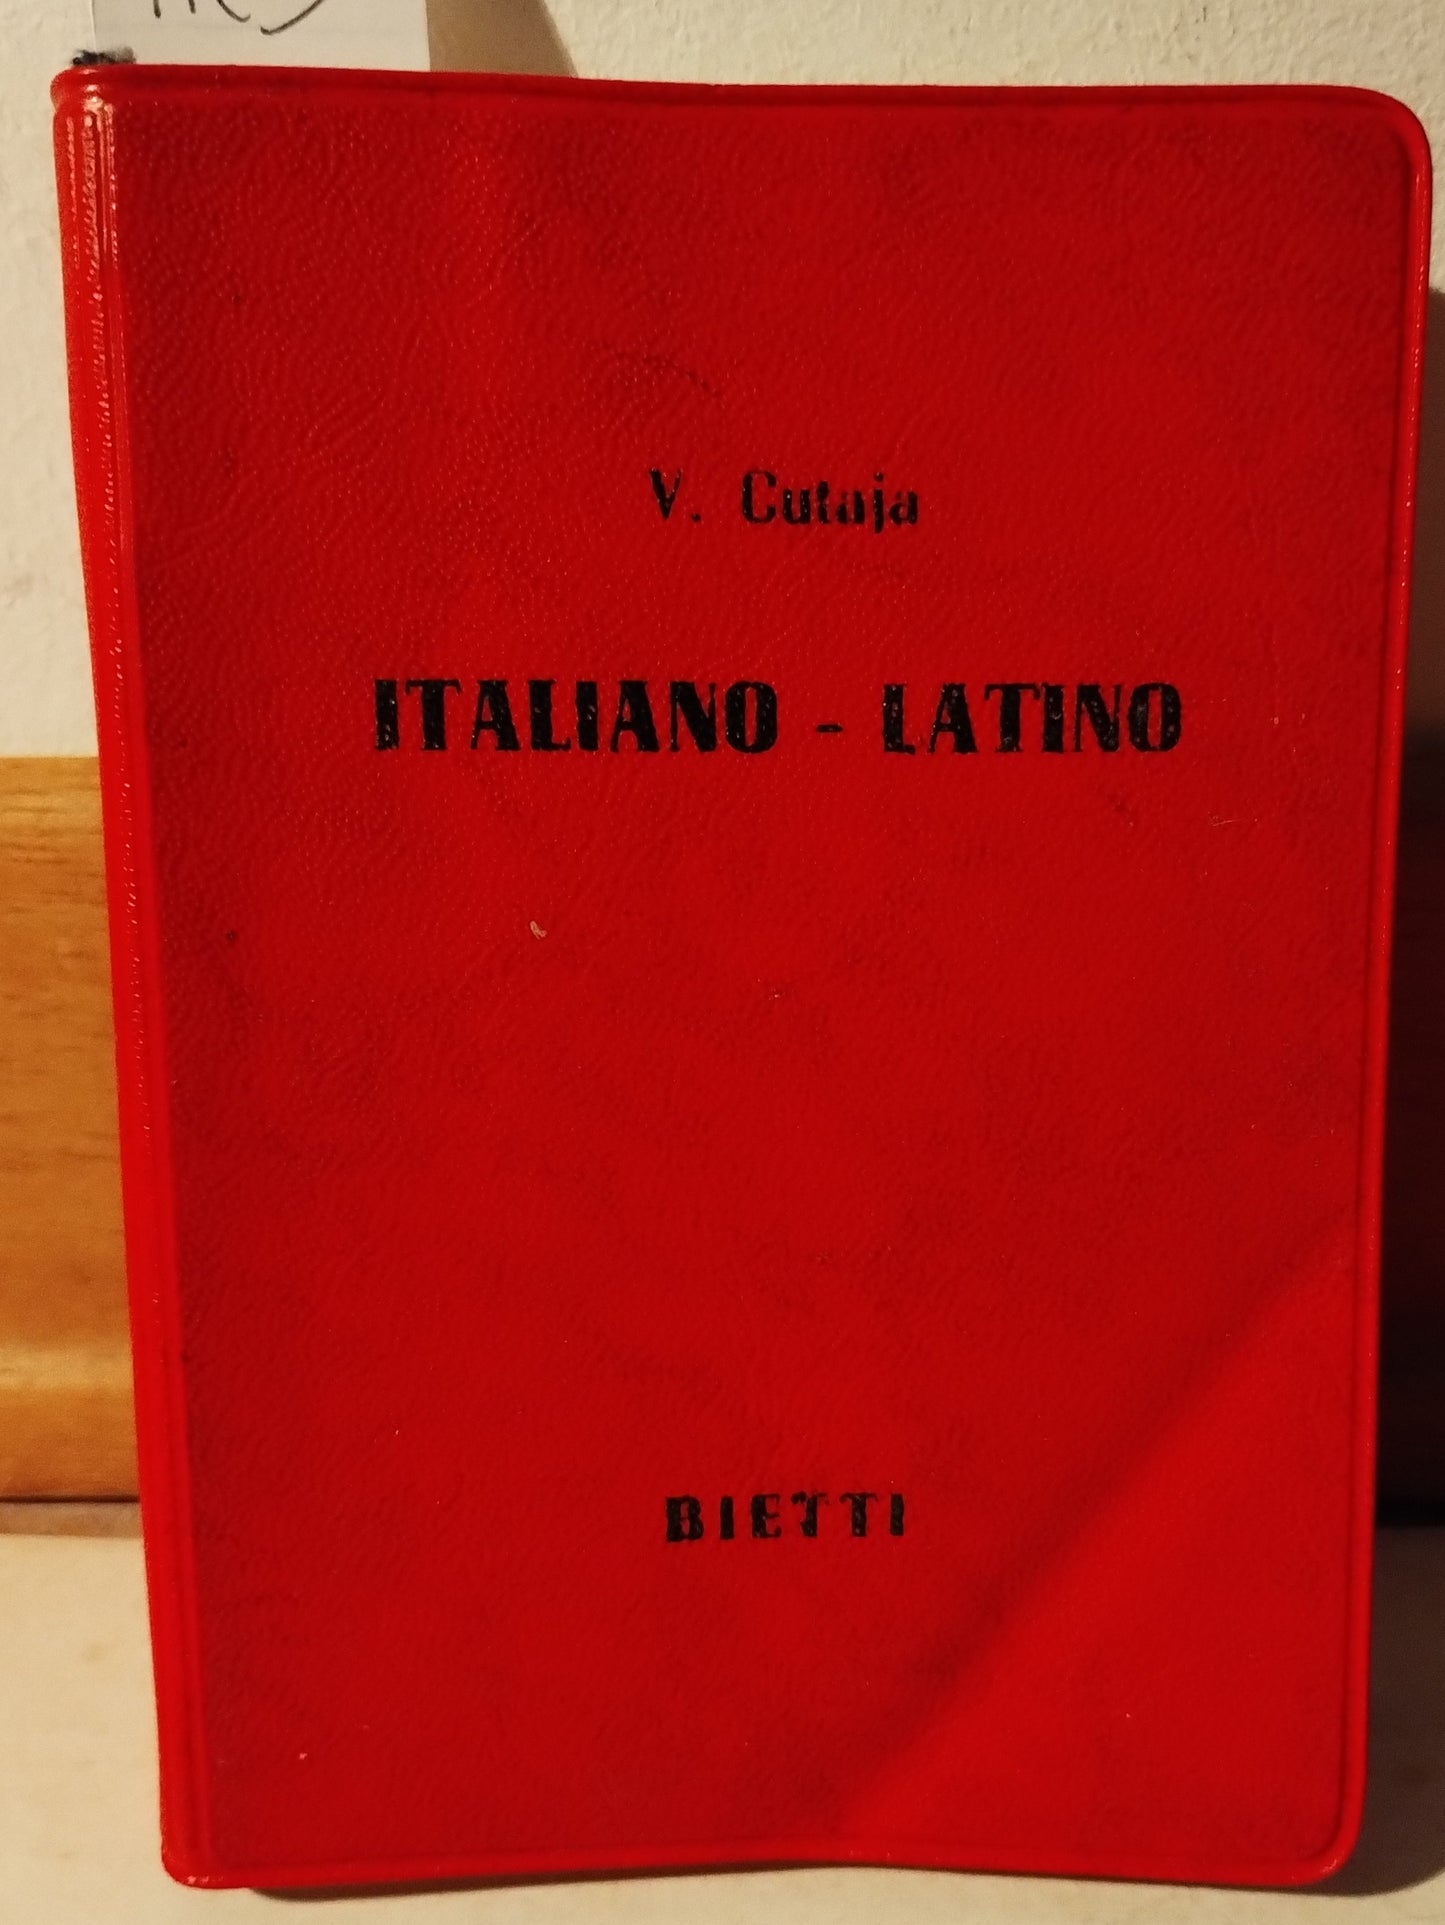 V. Cutaja
ITALIANO - LATINO
BIETTI